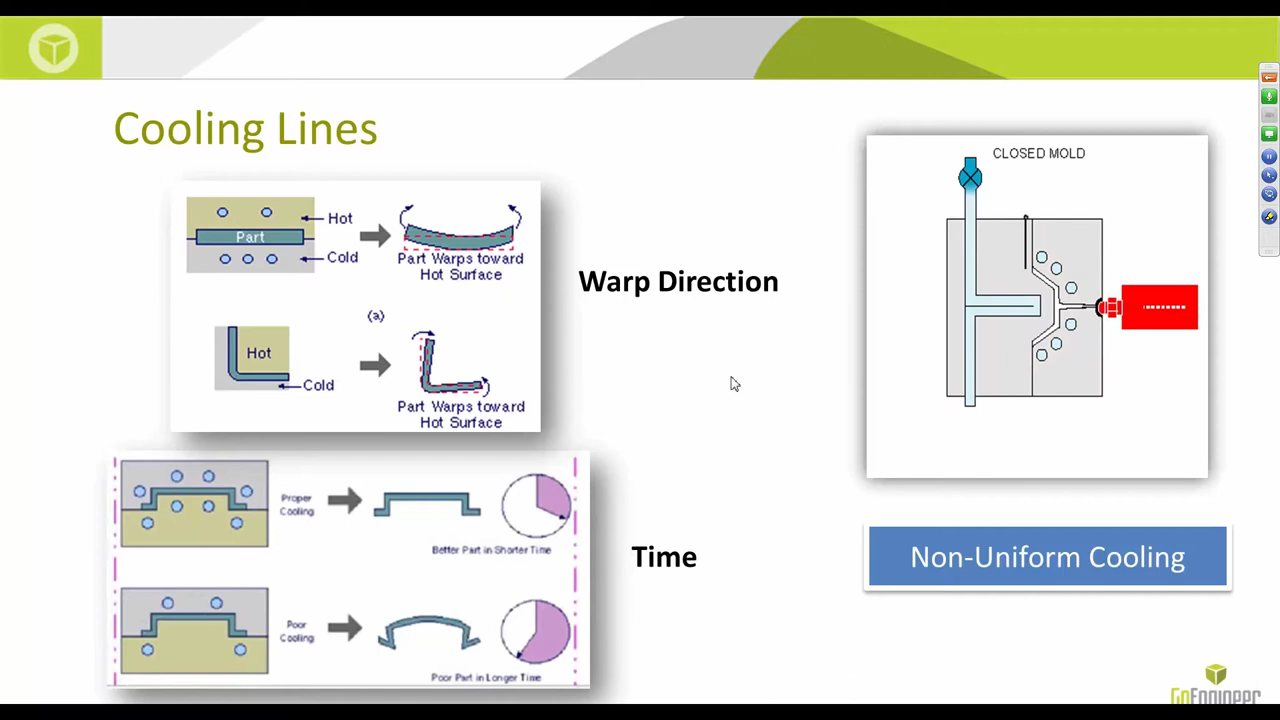 Cooling Lines
Hot
Part
Cold
Part Warps toward
Hot Surface
(a)
Hot
Cold
Part Warps toward
Hot Surface
Warp Direction
CLOSED MOLD
Proper
Cooling
Better Part in Shorter Time
Poor
Cooling
Poor Part in Longer Time
Time
Non-Uniform Cooling
GoEngineer